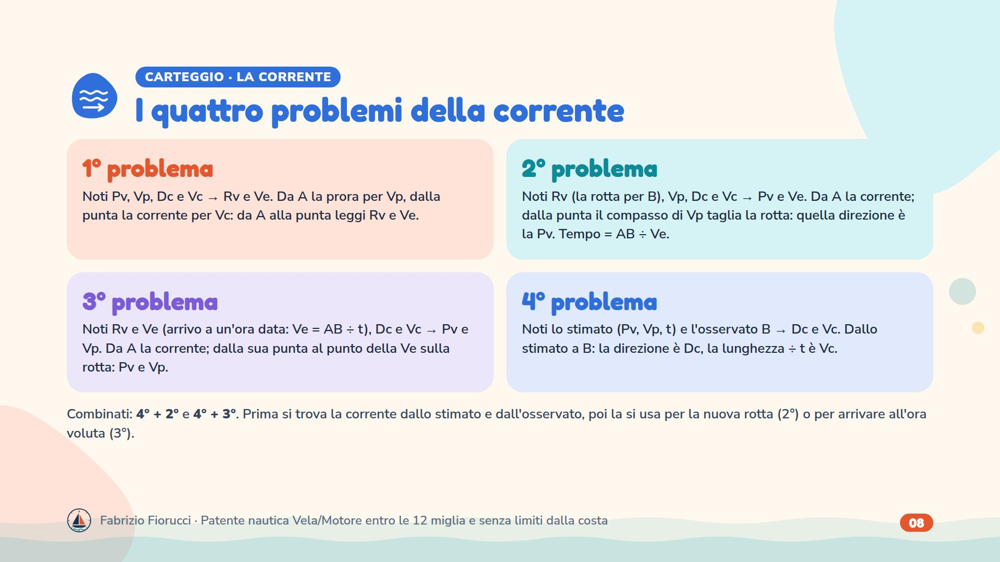 CARTEGGIO · LA CORRENTE
I quattro problemi della corrente
1° problema
Noti Pv, Vp, Dc e Vc → Rv e Ve. Da A la prora per Vp, dalla
punta la corrente per Vc: da A alla punta leggi Rv e Ve.
2° problema
Noti Rv (la rotta per B), Vp, Dc e Vc → Pv e Ve. Da A la corrente;
dalla punta il compasso di Vp taglia la rotta: quella direzione è
la Pv. Tempo = AB ÷ Ve.
3° problema
Noti Rv e Ve (arrivo a un'ora data: Ve = AB ÷ t), Dc e Vc → Pv e
Vp. Da A la corrente; dalla sua punta al punto della Ve sulla
rotta: Pv e Vp.
4° problema
Noti lo stimato (Pv, Vp, t) e l'osservato B → Dc e Vc. Dallo
stimato a B: la direzione è Dc, la lunghezza ÷ t è Vc.
Combinati: 4° + 2° e 4° + 3°. Prima si trova la corrente dallo stimato e dall'osservato, poi la si usa per la nuova rotta (2°) o per arrivare all'ora
voluta (3°).
Fabrizio Fiorucci · Patente nautica Vela/Motore entro le 12 miglia e senza limiti dalla costa
08